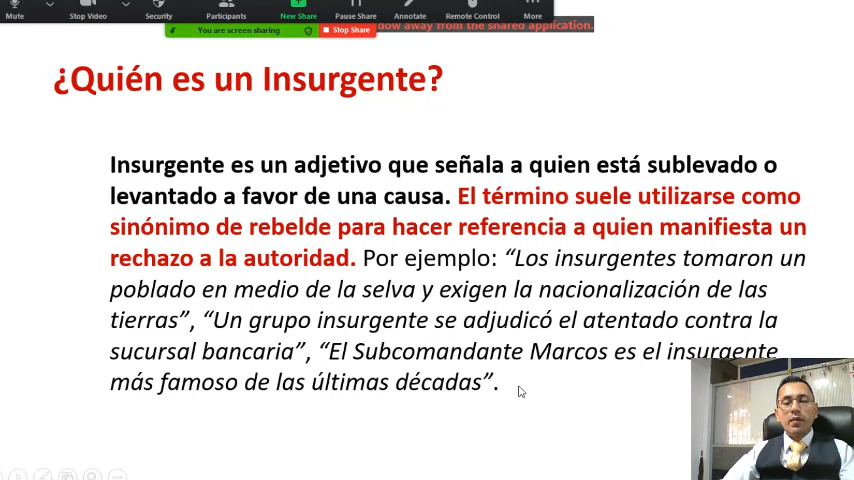 Mute
Stop Video
Security
Participants
New Share
Pause Share
Annotate
Remote Control
More
You are screen sharing
Stop Share
dow away from the shared application.
¿Quién es un Insurgente?
Insurgente es un adjetivo que señala a quien está sublevado o
levantado a favor de una causa. El término suele utilizarse como
sinónimo de rebelde para hacer referencia a quien manifiesta un
rechazo a la autoridad. Por ejemplo: “Los insurgentes tomaron un
poblado en medio de la selva y exigen la nacionalización de las
tierras”, “Un grupo insurgente se adjudicó el atentado contra la
sucursal bancaria”, “El Subcomandante Marcos es el insurgente
más famoso de las últimas décadas”.